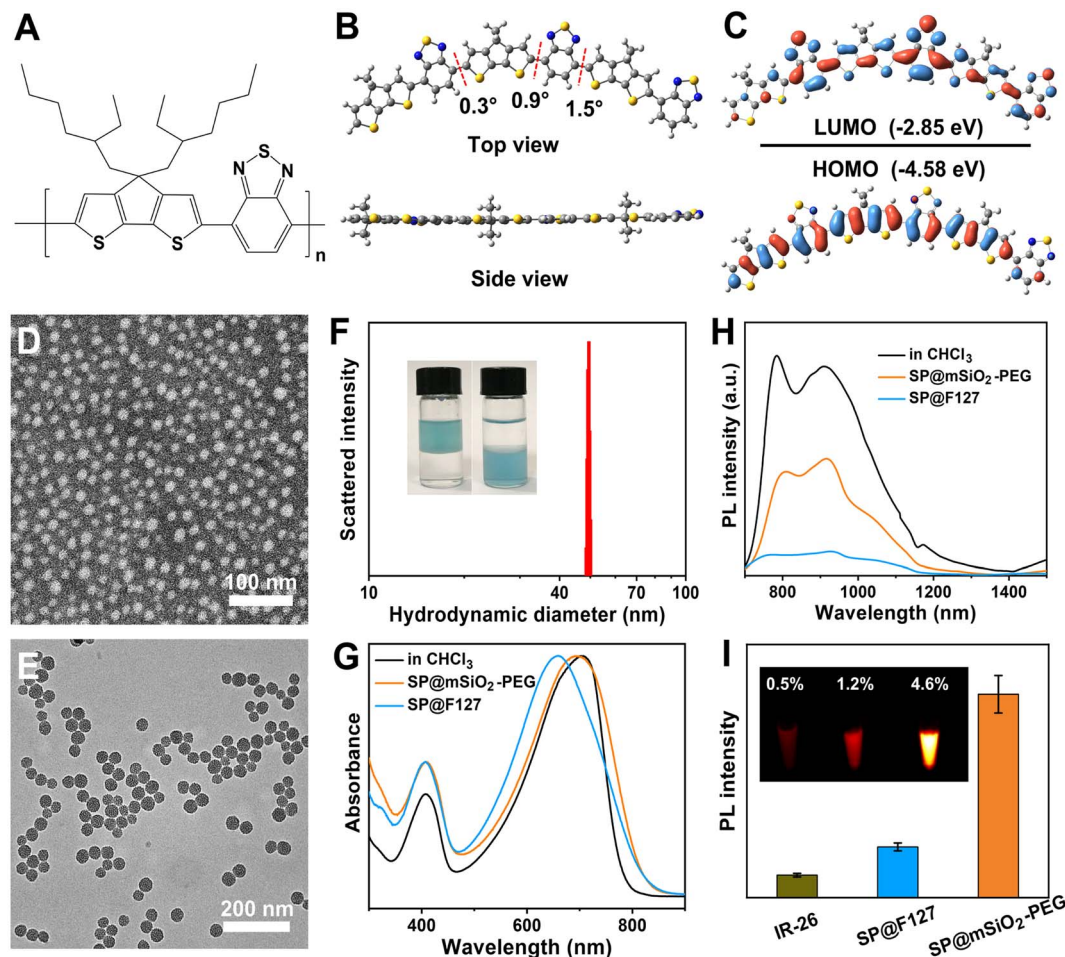 A
S
N
N
S
S
n
B
0.3°
0.9°
1.5°
Top view
Side view
C
LUMO (-2.85 eV)
HOMO (-4.58 eV)
D
100 nm
E
200 nm
F
Scattered intensity
10
40
70
100
Hydrodynamic diameter (nm)
G
in CHCl₃
SP@mSiO₂-PEG
SP@F127
Absorbance
400
600
800
Wavelength (nm)
H
in CHCl₃
SP@mSiO₂-PEG
SP@F127
PL intensity (a.u.)
800
1000
1200
1400
Wavelength (nm)
I
0.5% 1.2% 4.6%
PL intensity
IR-26
SP@F127
SP@mSiO₂-PEG